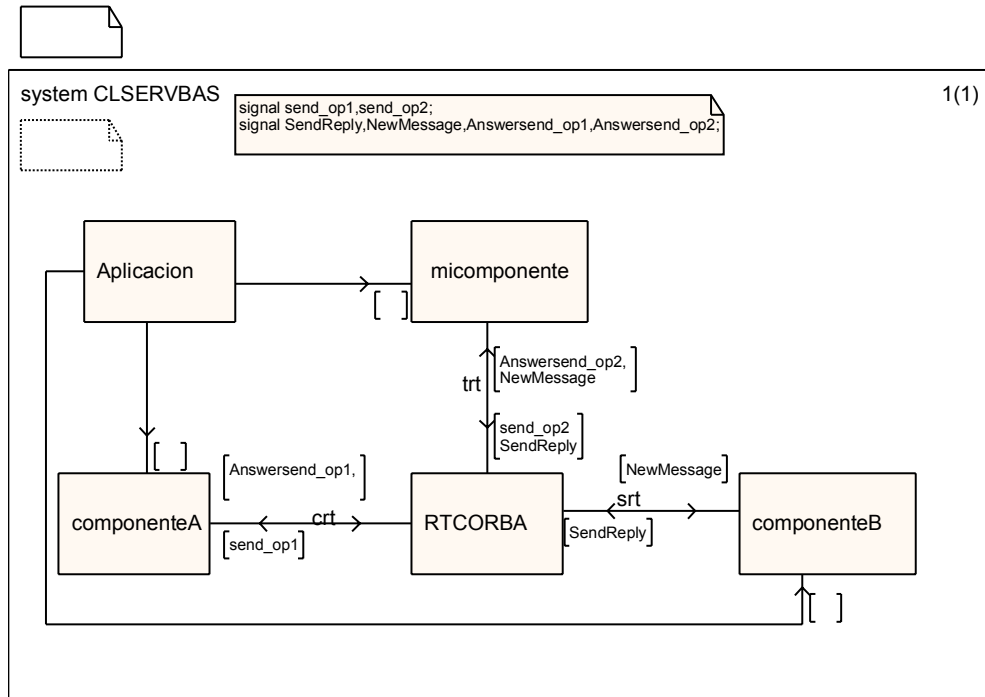 system CLSERVBAS
1(1)
signal send_op1,send_op2;
signal SendReply,NewMessage,Answersend_op1,Answersend_op2;
Aplicacion
micomponente
[ ]
Answersend_op2,
NewMessage
trt
send_op2
SendReply
[ ]
[Answersend_op1,]
[NewMessage]
componenteA
crt
RTCORBA
srt
componenteB
[send_op1]
[SendReply]
[ ]